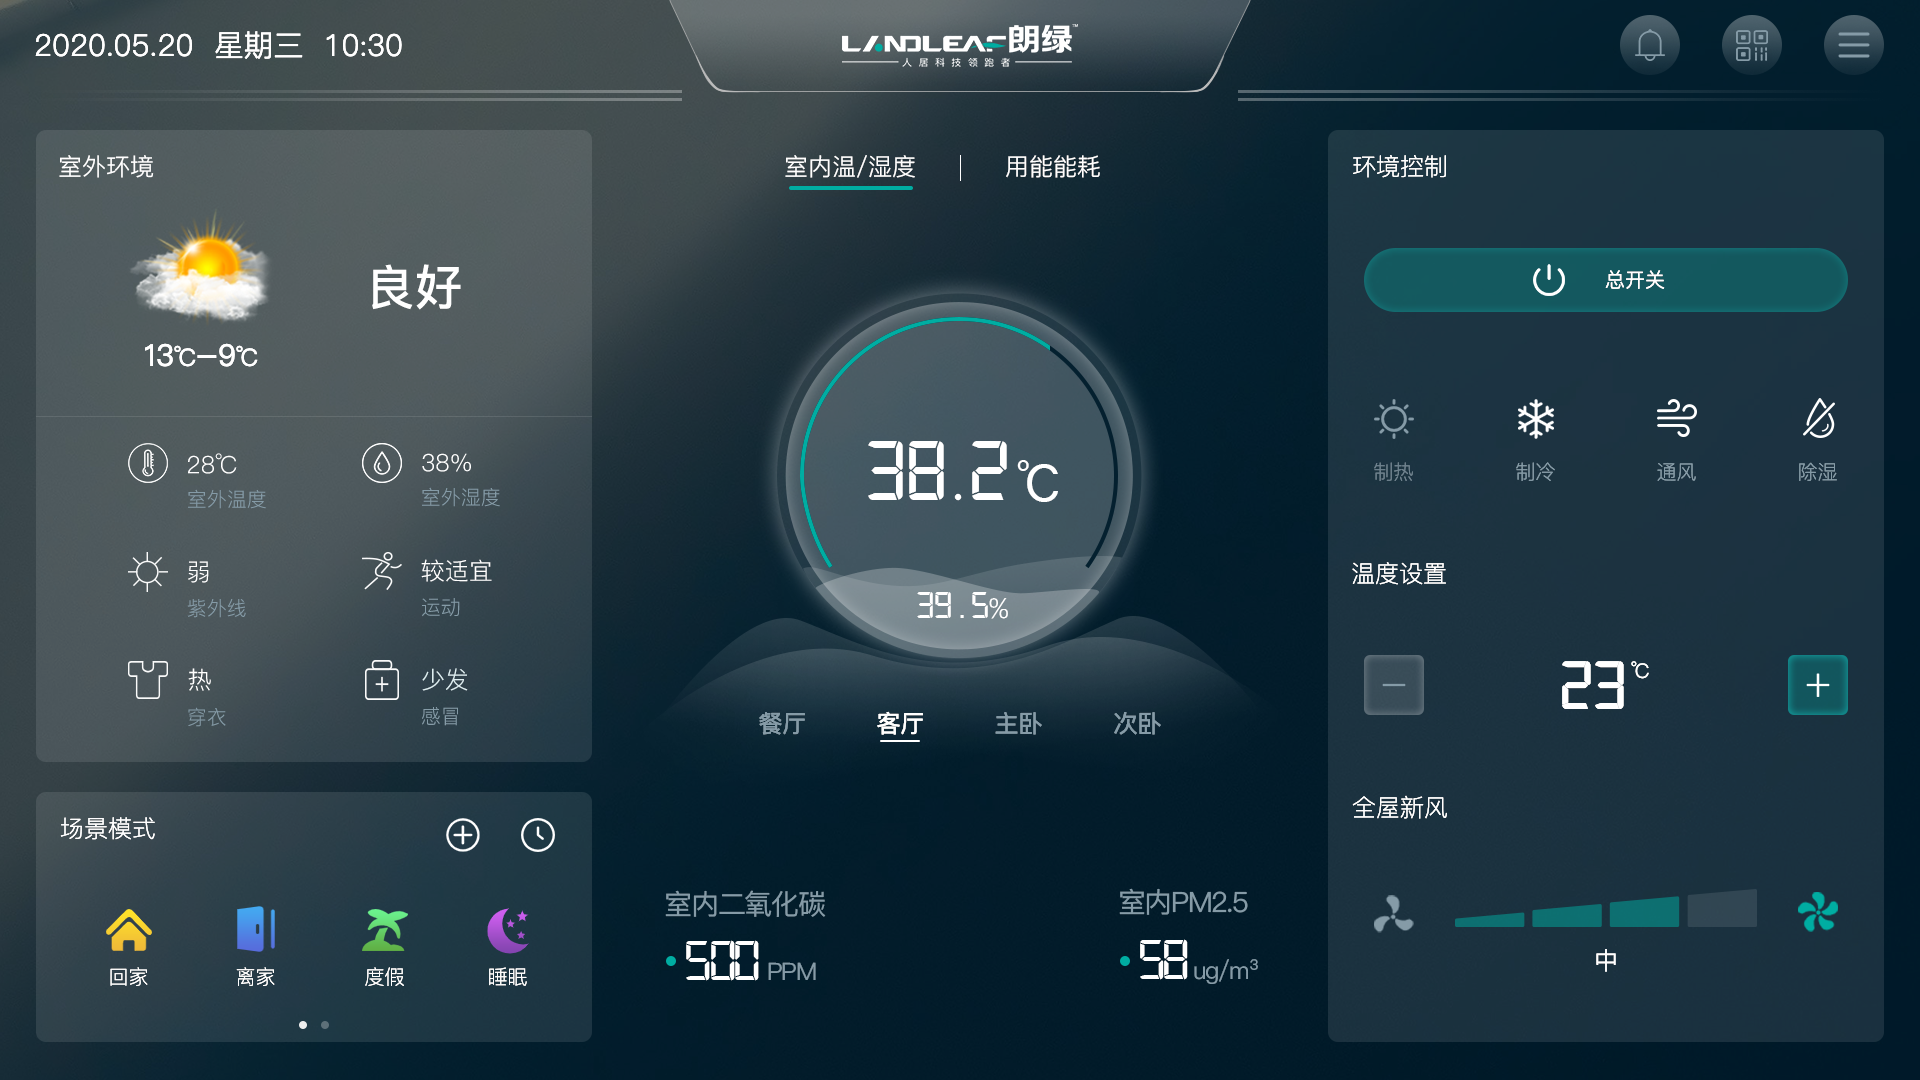 2020.05.20 星期三 10:30
LANDLEAF朗绿™
人居科技领跑者
室外环境
良好
13℃—9℃
28℃
室外温度
38%
室外湿度
弱
紫外线
较适宜
运动
热
穿衣
少发
感冒
场景模式
回家
离家
度假
睡眠
室内温/湿度
用能能耗
38.2℃
39.5%
餐厅
客厅
主卧
次卧
室内二氧化碳
500 PPM
室内PM2.5
58 ug/m³
环境控制
总开关
制热
制冷
通风
除湿
温度设置
23℃
全屋新风
中